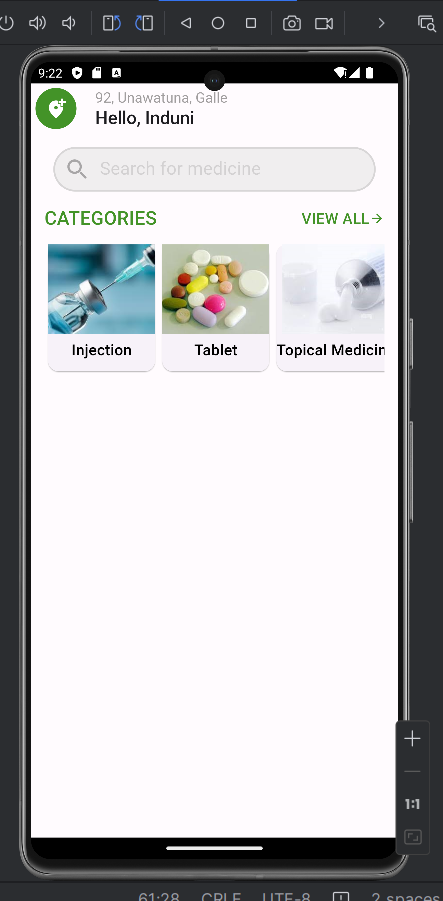 9:22
92, Unawatuna, Galle
Hello, Induni
Search for medicine
CATEGORIES
VIEW ALL→
Injection
Tablet
Topical Medicin
1:1
61:28 CRLF UTF-8 2 spaces